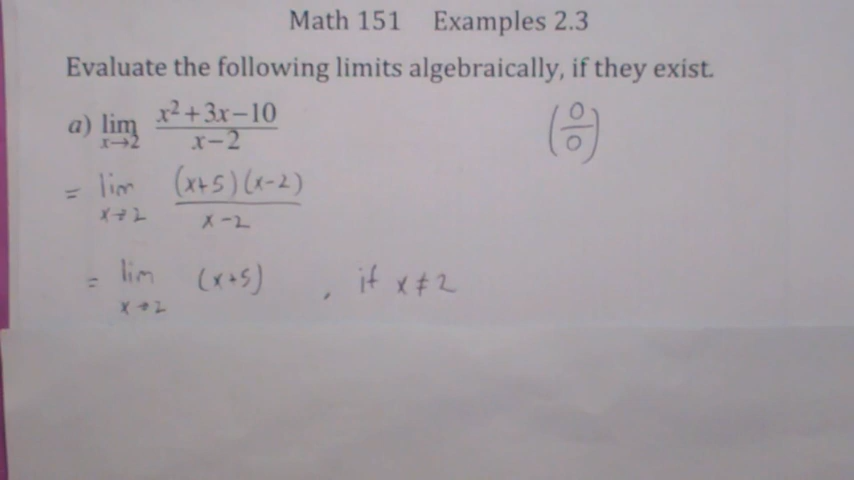 Math 151 Examples 2.3
Evaluate the following limits algebraically, if they exist.
a) lim x→2 (x²+3x−10)/(x−2) (0/0)
= lim x→2 ((x+5)(x-2))/(x-2)
= lim x→2 (x+5) , if x≠2